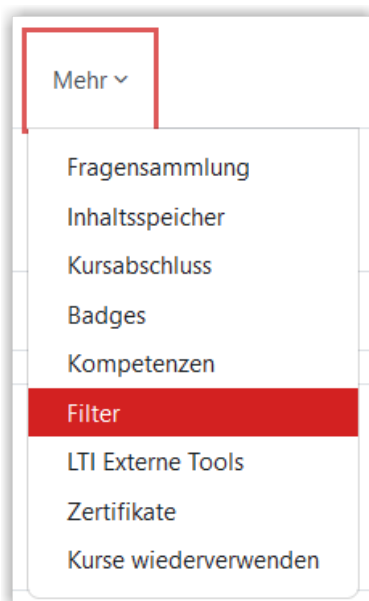 Mehr
Fragensammlung
Inhaltsspeicher
Kursabschluss
Badges
Kompetenzen
Filter
LTI Externe Tools
Zertifikate
Kurse wiederverwenden